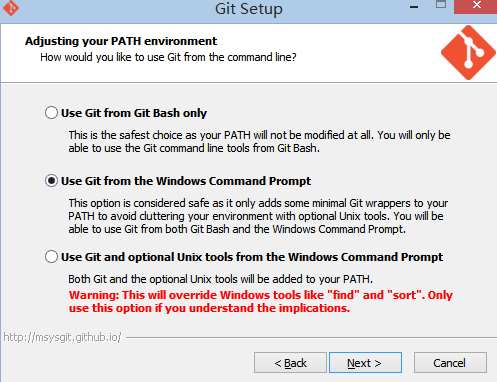 Git Setup
Adjusting your PATH environment
How would you like to use Git from the command line?
Use Git from Git Bash only
This is the safest choice as your PATH will not be modified at all. You will only be
able to use the Git command line tools from Git Bash.
Use Git from the Windows Command Prompt
This option is considered safe as it only adds some minimal Git wrappers to your
PATH to avoid cluttering your environment with optional Unix tools. You will be
able to use Git from both Git Bash and the Windows Command Prompt.
Use Git and optional Unix tools from the Windows Command Prompt
Both Git and the optional Unix tools will be added to your PATH.
Warning: This will override Windows tools like "find" and "sort". Only
use this option if you understand the implications.
http://msysgit.github.io/
< Back
Next >
Cancel